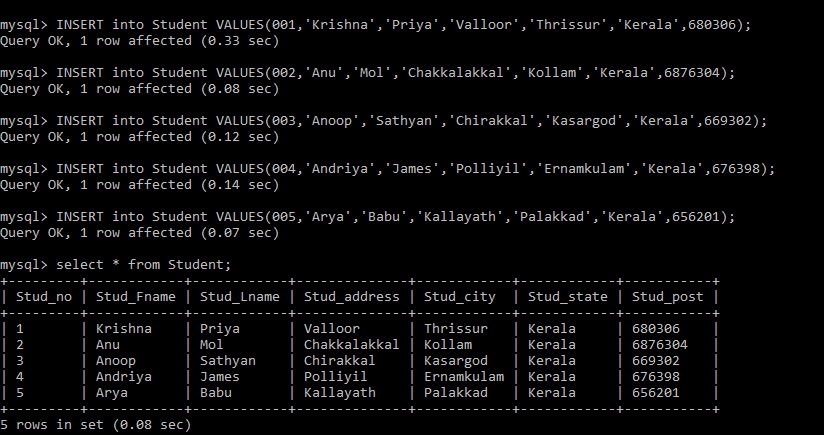 mysql> INSERT into Student VALUES(001,'Krishna','Priya','Valloor','Thrissur','Kerala',680306);
Query OK, 1 row affected (0.33 sec)
mysql> INSERT into Student VALUES(002,'Anu','Mol','Chakkalakkal','Kollam','Kerala',6876304);
Query OK, 1 row affected (0.08 sec)
mysql> INSERT into Student VALUES(003,'Anoop','Sathyan','Chirakkal','Kasargod','Kerala',669302);
Query OK, 1 row affected (0.12 sec)
mysql> INSERT into Student VALUES(004,'Andriya','James','Polliyil','Ernamkulam','Kerala',676398);
Query OK, 1 row affected (0.14 sec)
mysql> INSERT into Student VALUES(005,'Arya','Babu','Kallayath','Palakkad','Kerala',656201);
Query OK, 1 row affected (0.07 sec)
mysql> select * from Student;
+---------+------------+------------+--------------+------------+------------+-----------+
| Stud_no | Stud_Fname | Stud_Lname | Stud_address | Stud_city  | Stud_state | Stud_post |
+---------+------------+------------+--------------+------------+------------+-----------+
| 1       | Krishna    | Priya      | Valloor      | Thrissur   | Kerala     | 680306    |
| 2       | Anu        | Mol        | Chakkalakkal | Kollam     | Kerala     | 6876304   |
| 3       | Anoop      | Sathyan    | Chirakkal    | Kasargod   | Kerala     | 669302    |
| 4       | Andriya    | James      | Polliyil     | Ernamkulam | Kerala     | 676398    |
| 5       | Arya       | Babu       | Kallayath    | Palakkad   | Kerala     | 656201    |
+---------+------------+------------+--------------+------------+------------+-----------+
5 rows in set (0.08 sec)